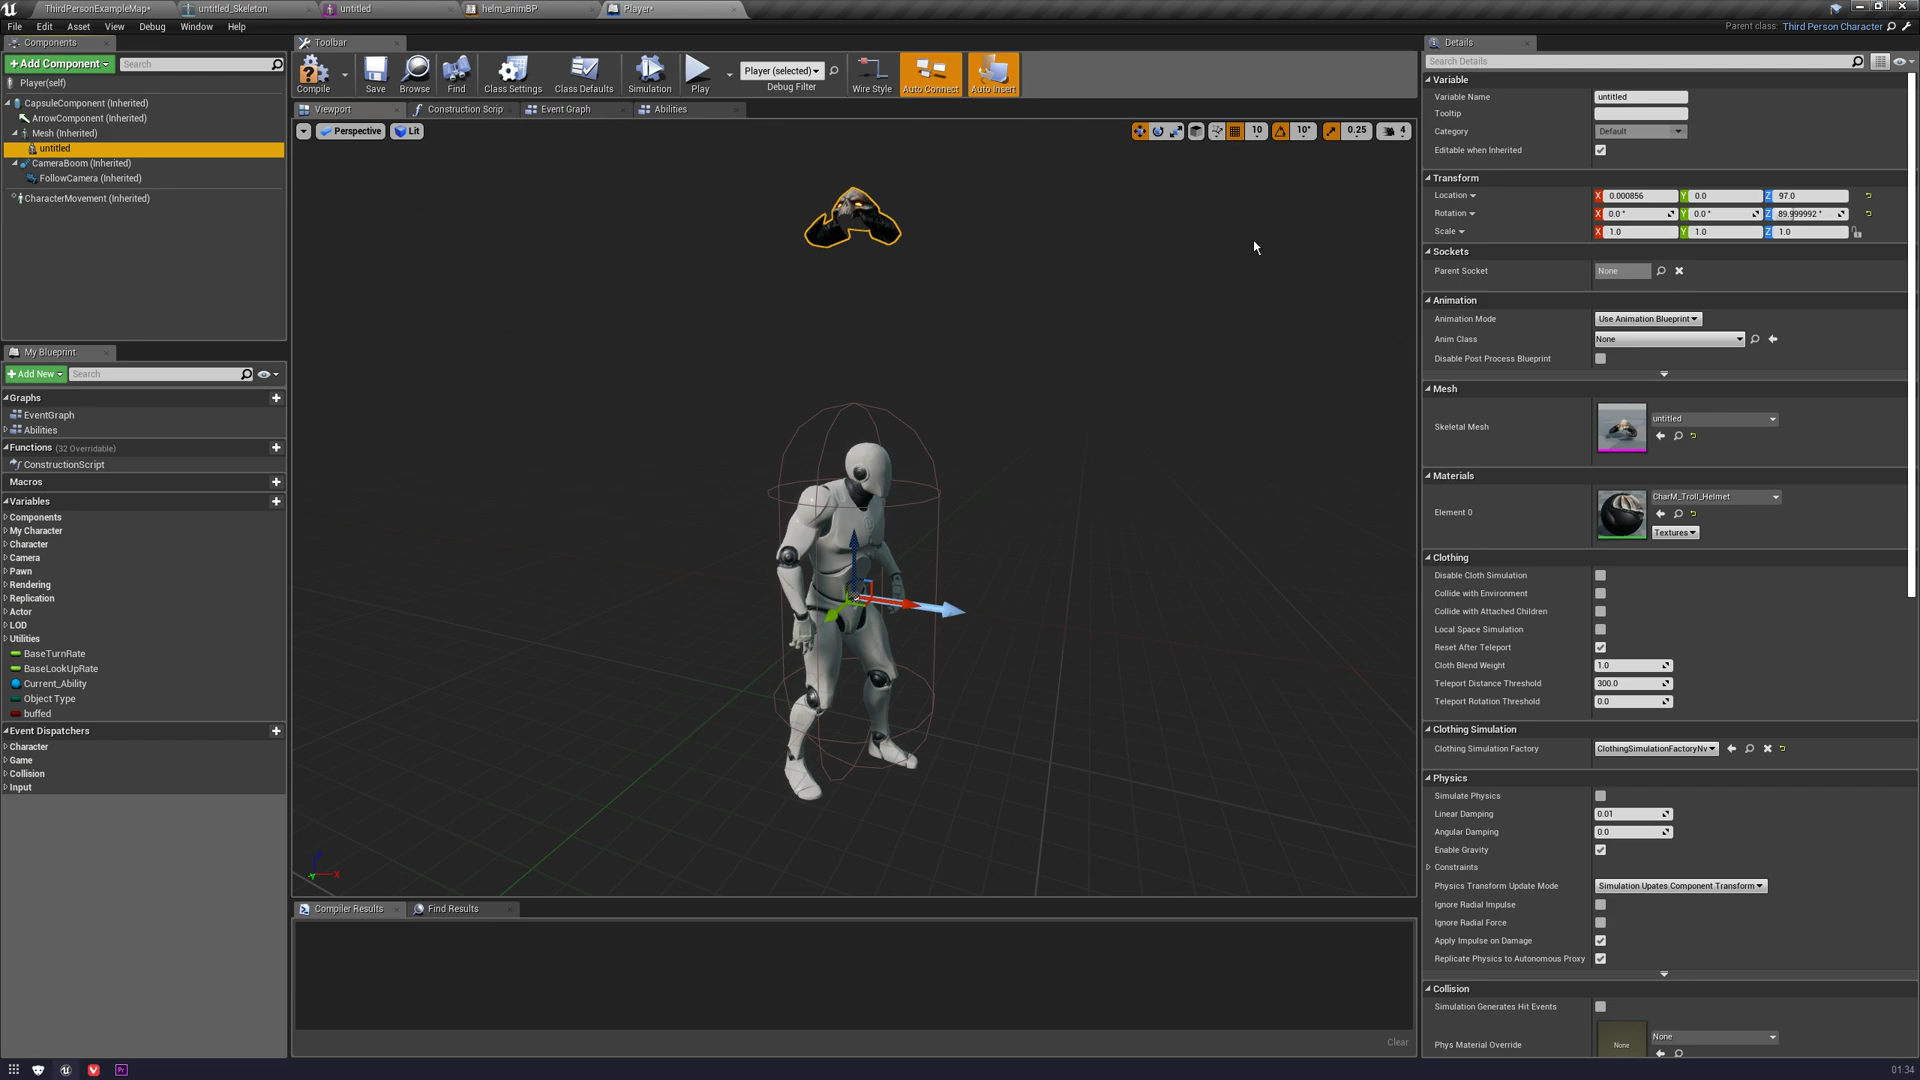 ThirdPersonExampleMap*
untitled_Skeleton
untitled
helm_animBP
Player*
File
Edit
Asset
View
Debug
Window
Help
Parent class:
Third Person Character
Components
+Add Component
Search
Player(self)
CapsuleComponent (Inherited)
ArrowComponent (Inherited)
Mesh (Inherited)
untitled
CameraBoom (Inherited)
FollowCamera (Inherited)
CharacterMovement (Inherited)
My Blueprint
+Add New
Search
Graphs
EventGraph
Abilities
Functions (32 Overridable)
ConstructionScript
Macros
Variables
Components
My Character
Character
Camera
Pawn
Rendering
Replication
Actor
LOD
Utilities
BaseTurnRate
BaseLookUpRate
Current_Ability
Object Type
buffed
Event Dispatchers
Character
Game
Collision
Input
Toolbar
Compile
Save
Browse
Find
Class Settings
Class Defaults
Simulation
Play
Player (selected)
Debug Filter
Wire Style
Auto Connect
Auto Insert
Viewport
Construction Scrip
Event Graph
Abilities
Perspective
Lit
10
10°
0.25
4
X
Compiler Results
Find Results
Clear
Details
Search Details
Variable
Variable Name
untitled
Tooltip
Category
Default
Editable when Inherited
Transform
Location
X 0.000856
Y 0.0
Z 97.0
Rotation
X 0.0 °
Y 0.0 °
Z 89.999992 °
Scale
X 1.0
Y 1.0
Z 1.0
Sockets
Parent Socket
None
Animation
Animation Mode
Use Animation Blueprint
Anim Class
None
Disable Post Process Blueprint
Mesh
Skeletal Mesh
untitled
Materials
Element 0
CharM_Troll_Helmet
Textures
Clothing
Disable Cloth Simulation
Collide with Environment
Collide with Attached Children
Local Space Simulation
Reset After Teleport
Cloth Blend Weight
1.0
Teleport Distance Threshold
300.0
Teleport Rotation Threshold
0.0
Clothing Simulation
Clothing Simulation Factory
ClothingSimulationFactoryNv
Physics
Simulate Physics
Linear Damping
0.01
Angular Damping
0.0
Enable Gravity
Constraints
Physics Transform Update Mode
Simulation Upates Component Transform
Ignore Radial Impulse
Ignore Radial Force
Apply Impulse on Damage
Replicate Physics to Autonomous Proxy
Collision
Simulation Generates Hit Events
Phys Material Override
None
None
01:34